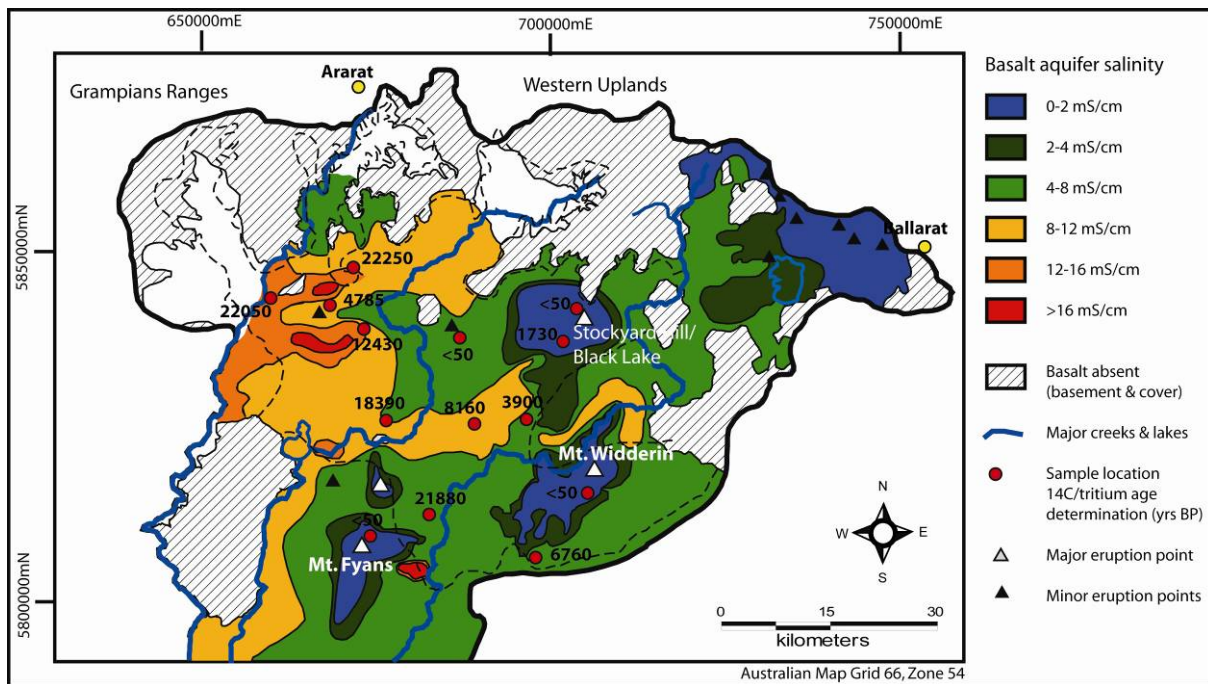 650000mE
700000mE
750000mE
Ararat
Grampians Ranges
Western Uplands
Basalt aquifer salinity
0-2 mS/cm
2-4 mS/cm
4-8 mS/cm
8-12 mS/cm
12-16 mS/cm
>16 mS/cm
Basalt absent
(basement & cover)
Major creeks & lakes
Sample location
14C/tritium age
determination (yrs BP)
Major eruption point
Minor eruption points
5850000mN
5800000mN
Ballarat
22250
22050
4785
12430
<50
<50
1730
Stockyard Hill/
Black Lake
18390
8160
3900
Mt. Widderin
<50
21880
<50
Mt. Fyans
6760
N
W
E
S
0
15
30
kilometers
Australian Map Grid 66, Zone 54